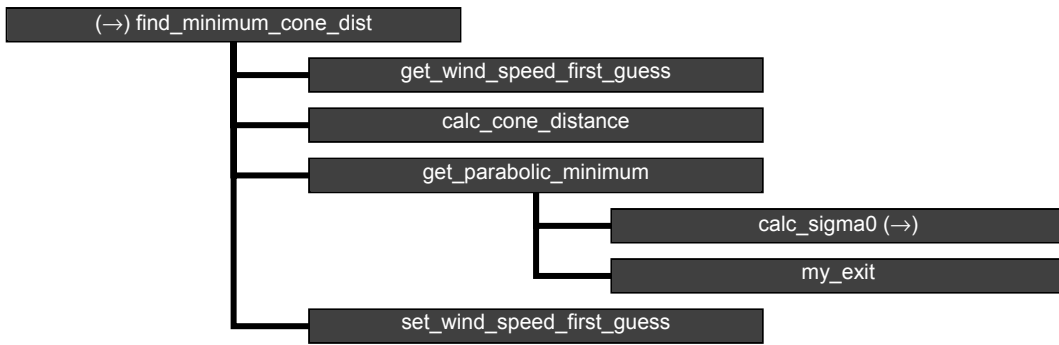 (→) find_minimum_cone_dist
get_wind_speed_first_guess
calc_cone_distance
get_parabolic_minimum
calc_sigma0 (→)
my_exit
set_wind_speed_first_guess